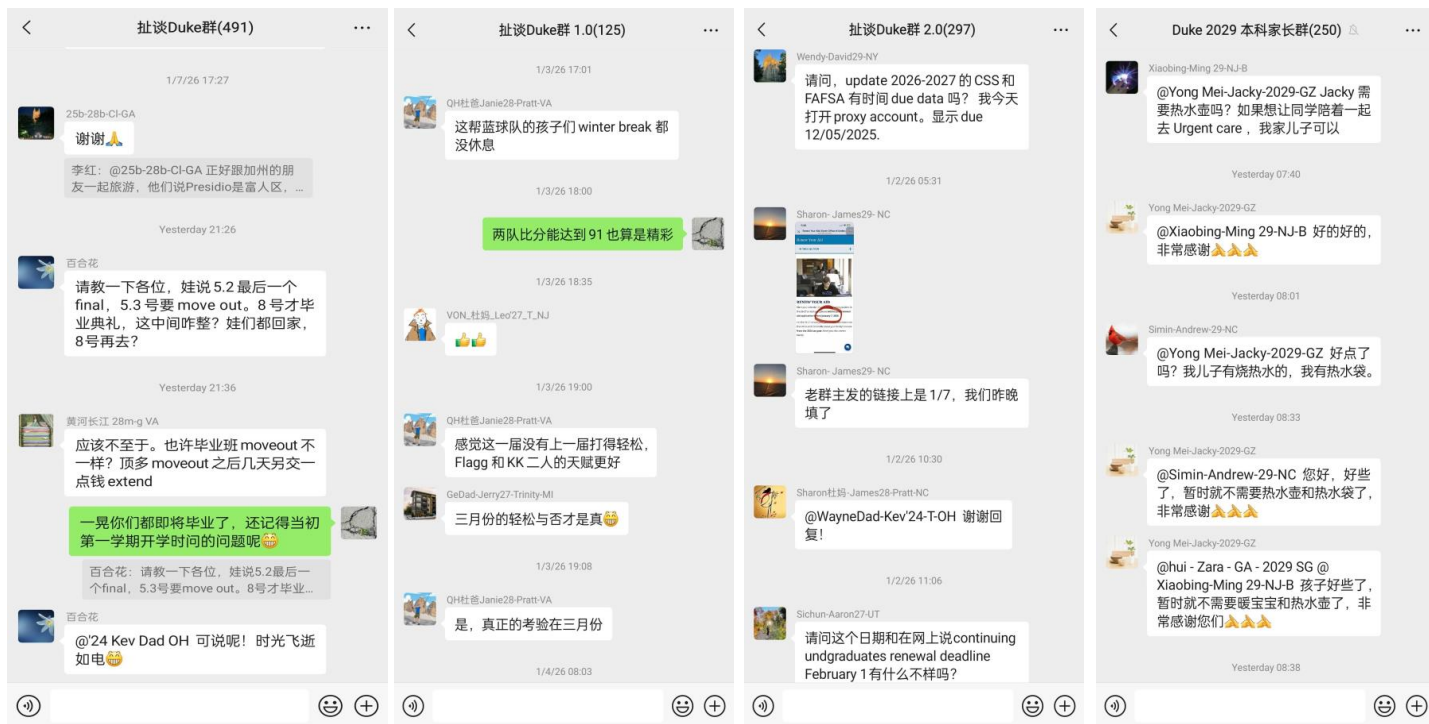 扯谈Duke群(491)
1/7/26 17:27
25b-28b-CI-GA
谢谢🙏
李红：@25b-28b-CI-GA 正好跟加州的朋
友一起旅游，他们说Presidio是富人区，...
Yesterday 21:26
百合花
请教一下各位，娃说 5.2 最后一个
final，5.3 号要 move out。8 号才毕
业典礼，这中间咋整？娃们都回家，
8号再去？
Yesterday 21:36
黄河长江 28m-g VA
应该不至于。也许毕业班 moveout 不
一样？顶多 moveout 之后几天另交一
点钱 extend
一晃你们都即将毕业了，还记得当初
第一学期开学时问的问题呢😁
百合花：请教一下各位，娃说5.2最后一
个final，5.3号要move out。8号才毕业...
百合花
@'24 Kev Dad OH 可说呢！时光飞逝
如电😁
扯谈Duke群 1.0(125)
1/3/26 17:01
QH杜爸Janie28-Pratt-VA
这帮蓝球队的孩子们 winter break 都
没休息
1/3/26 18:00
两队比分能达到 91 也算是精彩
1/3/26 18:35
VON_杜妈_Leo'27_T_NJ
👍👍
1/3/26 19:00
QH杜爸Janie28-Pratt-VA
感觉这一届没有上一届打得轻松，
Flagg 和 KK 二人的天赋更好
GeDad-Jerry27-Trinity-MI
三月份的轻松与否才是真😁
1/3/26 19:08
QH杜爸Janie28-Pratt-VA
是，真正的考验在三月份
1/4/26 08:03
扯谈Duke群 2.0(297)
Wendy-David29-NY
请问，update 2026-2027 的 CSS 和
FAFSA 有时间 due data 吗？ 我今天
打开 proxy account。显示 due
12/05/2025.
1/2/26 05:31
Sharon- James29- NC
Sharon- James29- NC
老群主发的链接上是 1/7，我们昨晚
填了
1/2/26 10:30
Sharon杜妈-James28-Pratt-NC
@WayneDad-Kev'24-T-OH 谢谢回
复！
1/2/26 11:06
Sichun-Aaron27-UT
请问这个日期和在网上说continuing
undgraduates renewal deadline
February 1 有什么不样吗？
Duke 2029 本科家长群(250)
Xiaobing-Ming 29-NJ-B
@Yong Mei-Jacky-2029-GZ Jacky 需
要热水壶吗？如果想让同学陪着一起
去 Urgent care ，我家儿子可以
Yesterday 07:40
Yong Mei-Jacky-2029-GZ
@Xiaobing-Ming 29-NJ-B 好的好的，
非常感谢🙏🙏🙏
Yesterday 08:01
Simin-Andrew-29-NC
@Yong Mei-Jacky-2029-GZ 好点了
吗？我儿子有烧热水的，我有热水袋。
Yesterday 08:33
Yong Mei-Jacky-2029-GZ
@Simin-Andrew-29-NC 您好，好些
了，暂时就不需要热水壶和热水袋了，
非常感谢🙏🙏🙏
Yong Mei-Jacky-2029-GZ
@hui - Zara - GA - 2029 SG @
Xiaobing-Ming 29-NJ-B 孩子好些了，
暂时就不需要暖宝宝和热水壶了，非
常感谢您们🙏🙏🙏
Yesterday 08:38